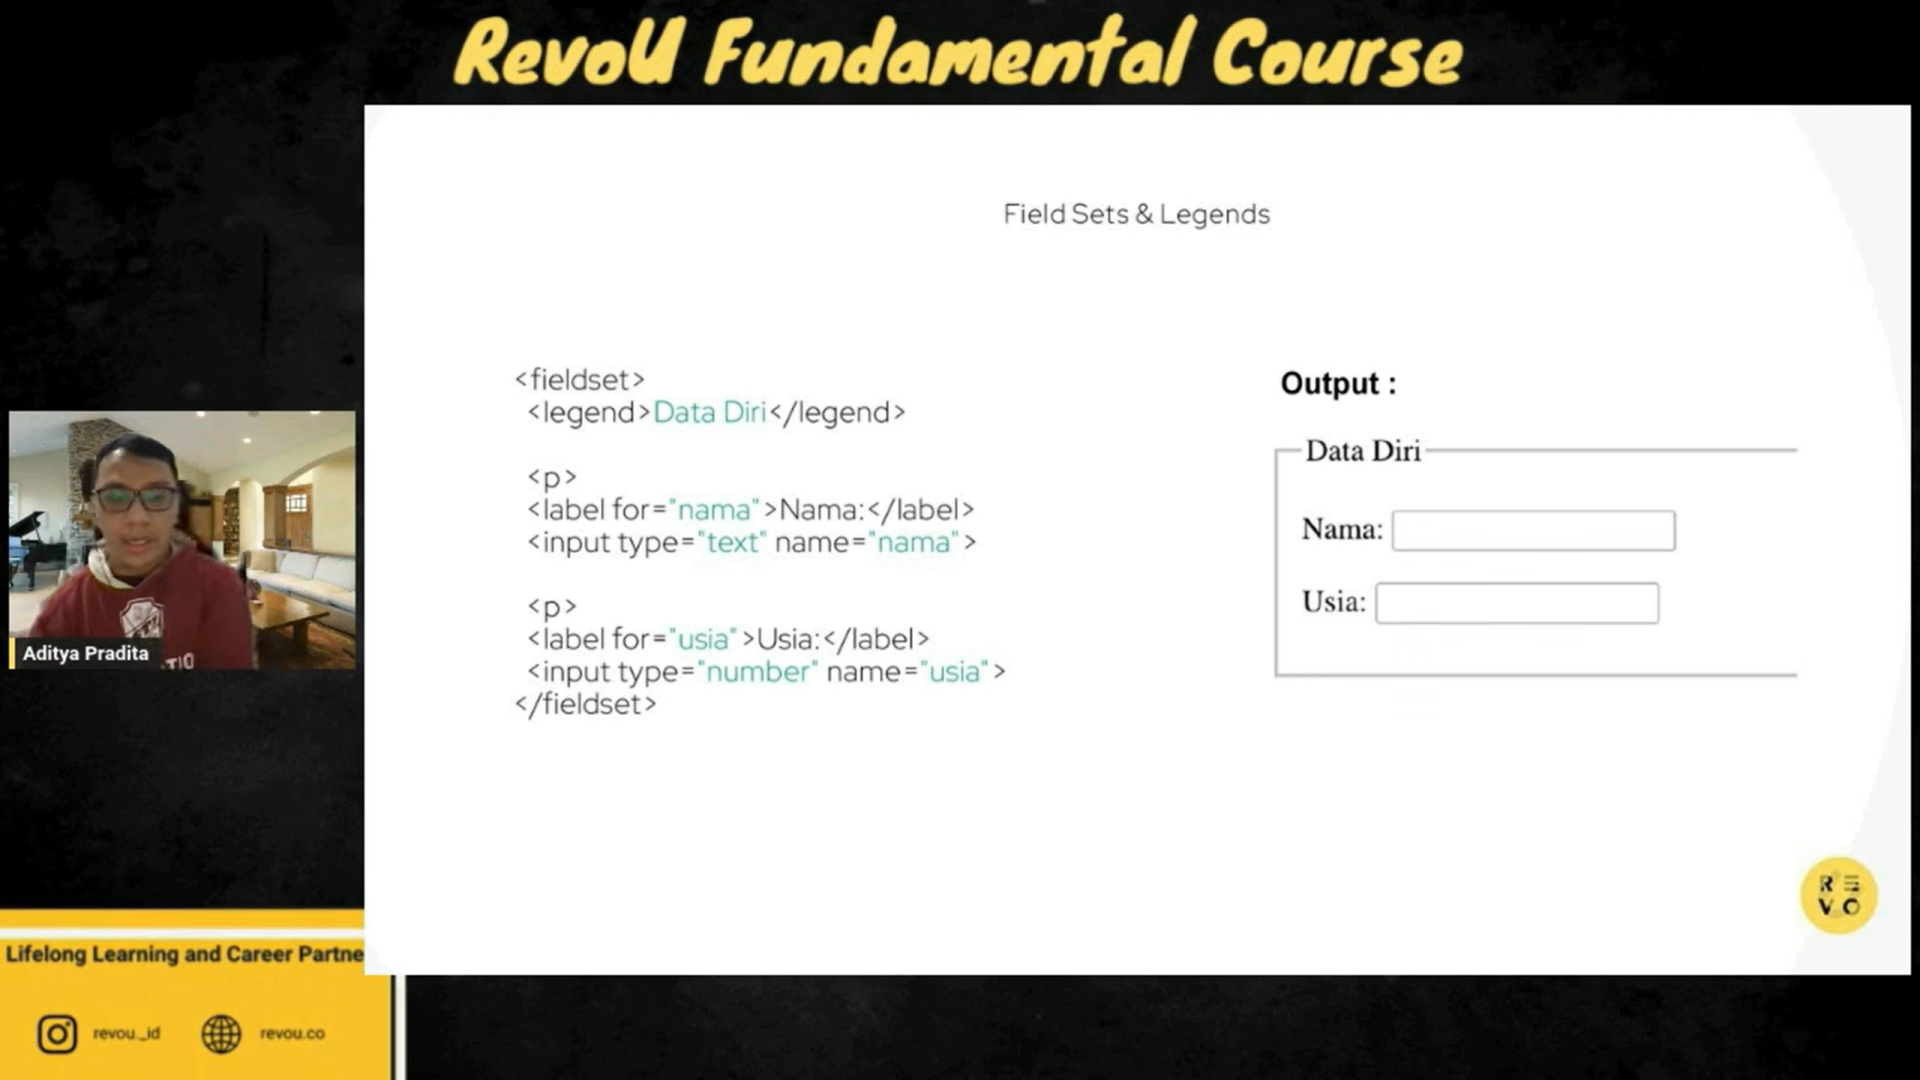 RevoU Fundamental Course
Field Sets & Legends
<fieldset>
<legend>Data Diri</legend>
<p>
<label for="nama" >Nama:</label>
<input type="text" name="nama" >
<p>
<label for="usia" >Usia:</label>
<input type="number" name="usia" >
</fieldset>
Output :
Data Diri
Nama:
Usia:
Aditya Pradita
Lifelong Learning and Career Partne
revou_id
revou.co